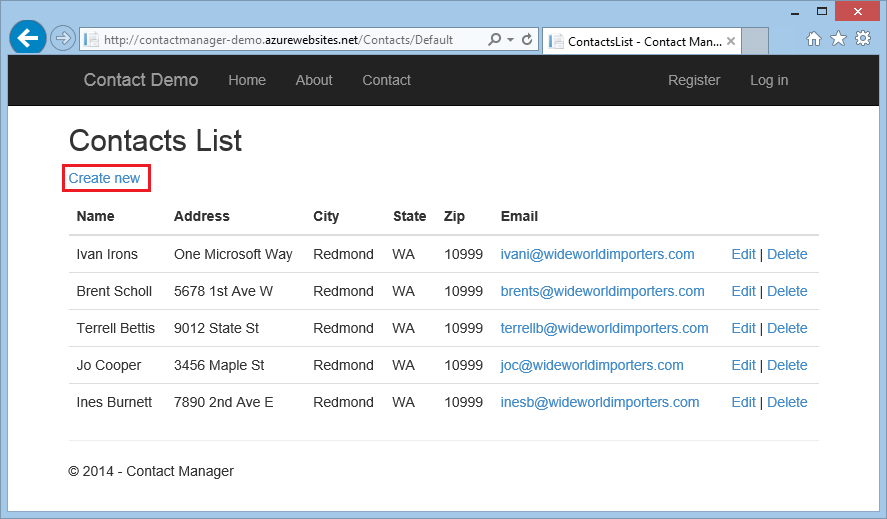 http://contactmanager-demo.azurewebsites.net/Contacts/Default ContactsList - Contact Man...
Contact Demo Home About Contact Register Log in
Contacts List
Create new
Name Address City State Zip Email
Ivan Irons One Microsoft Way Redmond WA 10999 ivani@wideworldimporters.com Edit | Delete
Brent Scholl 5678 1st Ave W Redmond WA 10999 brents@wideworldimporters.com Edit | Delete
Terrell Bettis 9012 State St Redmond WA 10999 terrellb@wideworldimporters.com Edit | Delete
Jo Cooper 3456 Maple St Redmond WA 10999 joc@wideworldimporters.com Edit | Delete
Ines Burnett 7890 2nd Ave E Redmond WA 10999 inesb@wideworldimporters.com Edit | Delete
© 2014 - Contact Manager